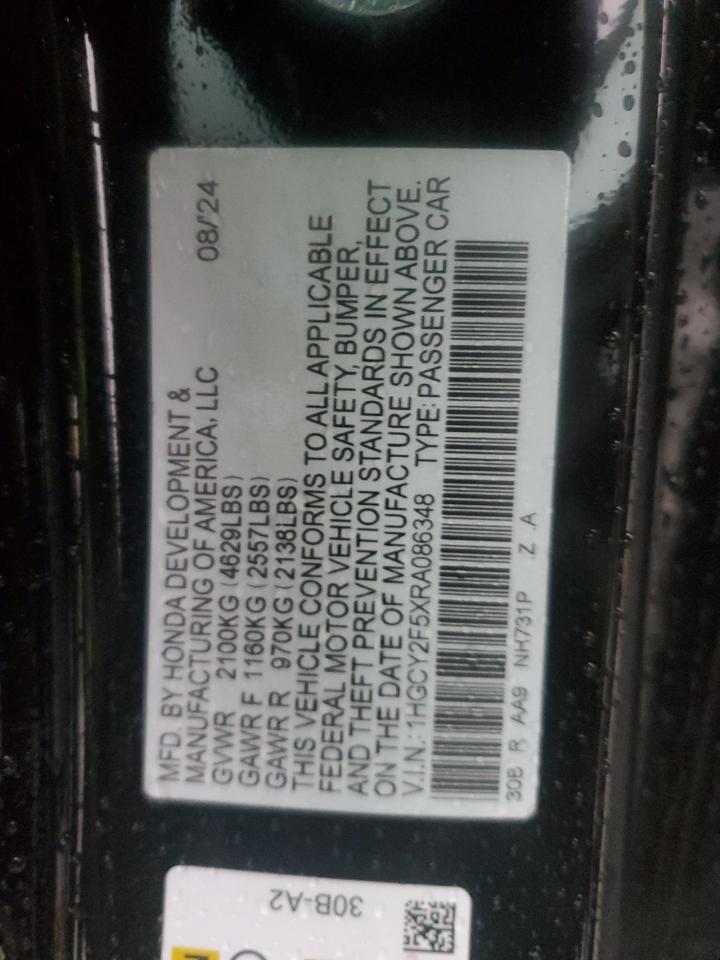 MFD. BY HONDA DEVELOPMENT &
MANUFACTURING OF AMERICA, LLC 08/'24
GVWR 2100KG (4629LBS)
GAWR F 1160KG (2557LBS)
GAWR R 970KG (2138LBS)
THIS VEHICLE CONFORMS TO ALL APPLICABLE
FEDERAL MOTOR VEHICLE SAFETY, BUMPER,
AND THEFT PREVENTION STANDARDS IN EFFECT
ON THE DATE OF MANUFACTURE SHOWN ABOVE.
V.I.N.: 1HGCY2F5XRA086348 TYPE: PASSENGER CAR
30B R AA9 NH731P Z .A
30B-A2